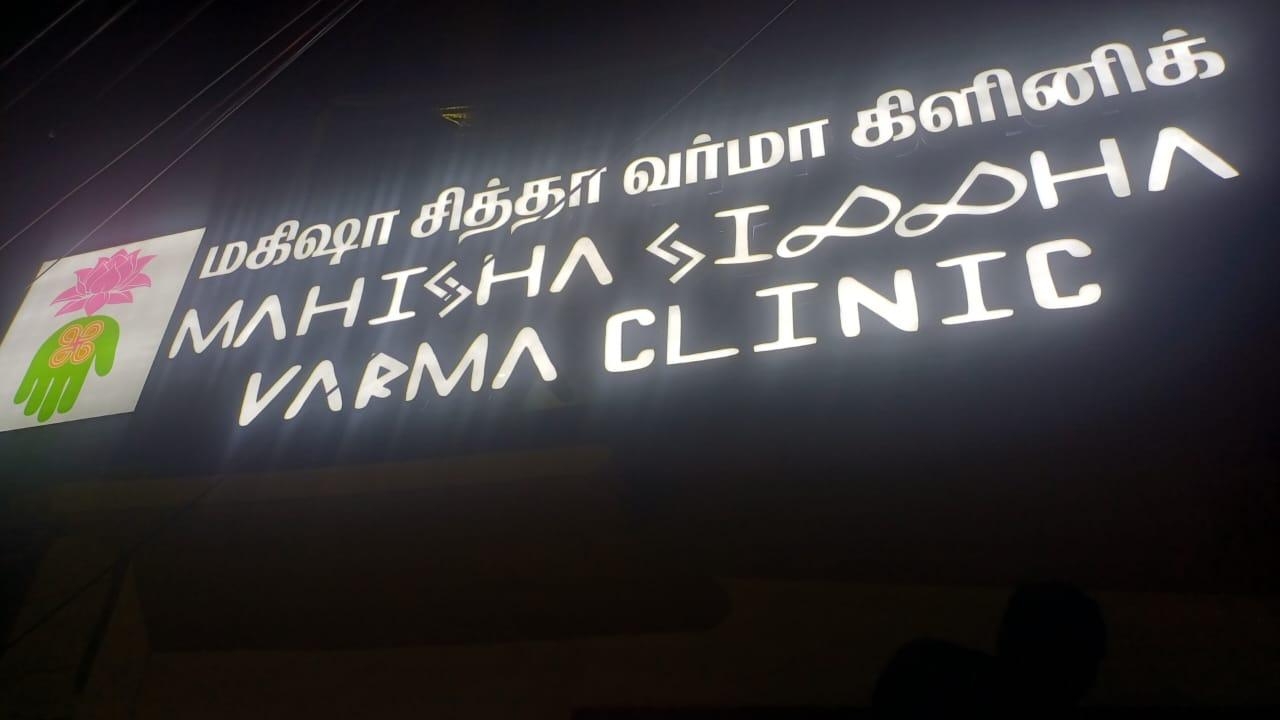 மகிஷா சித்தா வர்மா கிளினிக்
MAHISHA SIDDHA
VARMA CLINIC